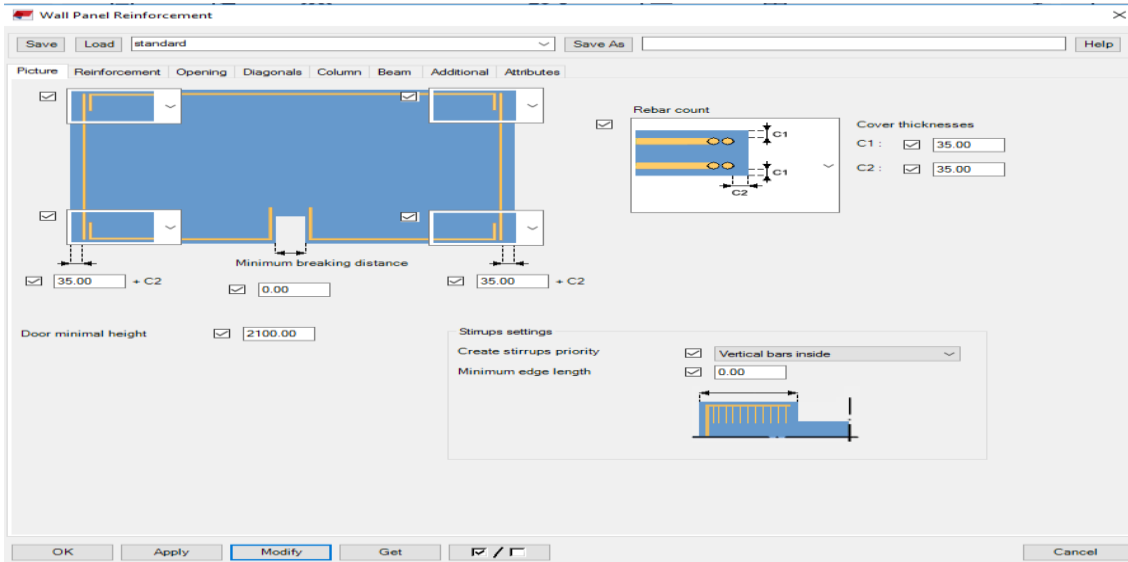 Wall Panel Reinforcement
Save Load standard Save As Help
Picture Reinforcement Opening Diagonals Column Beam Additional Attributes
Rebar count
Cover thicknesses
C1
C1 : 35.00
C1
C2 : 35.00
C2
Minimum breaking distance
35.00 + C2
0.00
35.00 + C2
Door minimal height 2100.00
Stirrups settings
Create stirrups priority Vertical bars inside
Minimum edge length 0.00
OK Apply Modify Get / Cancel